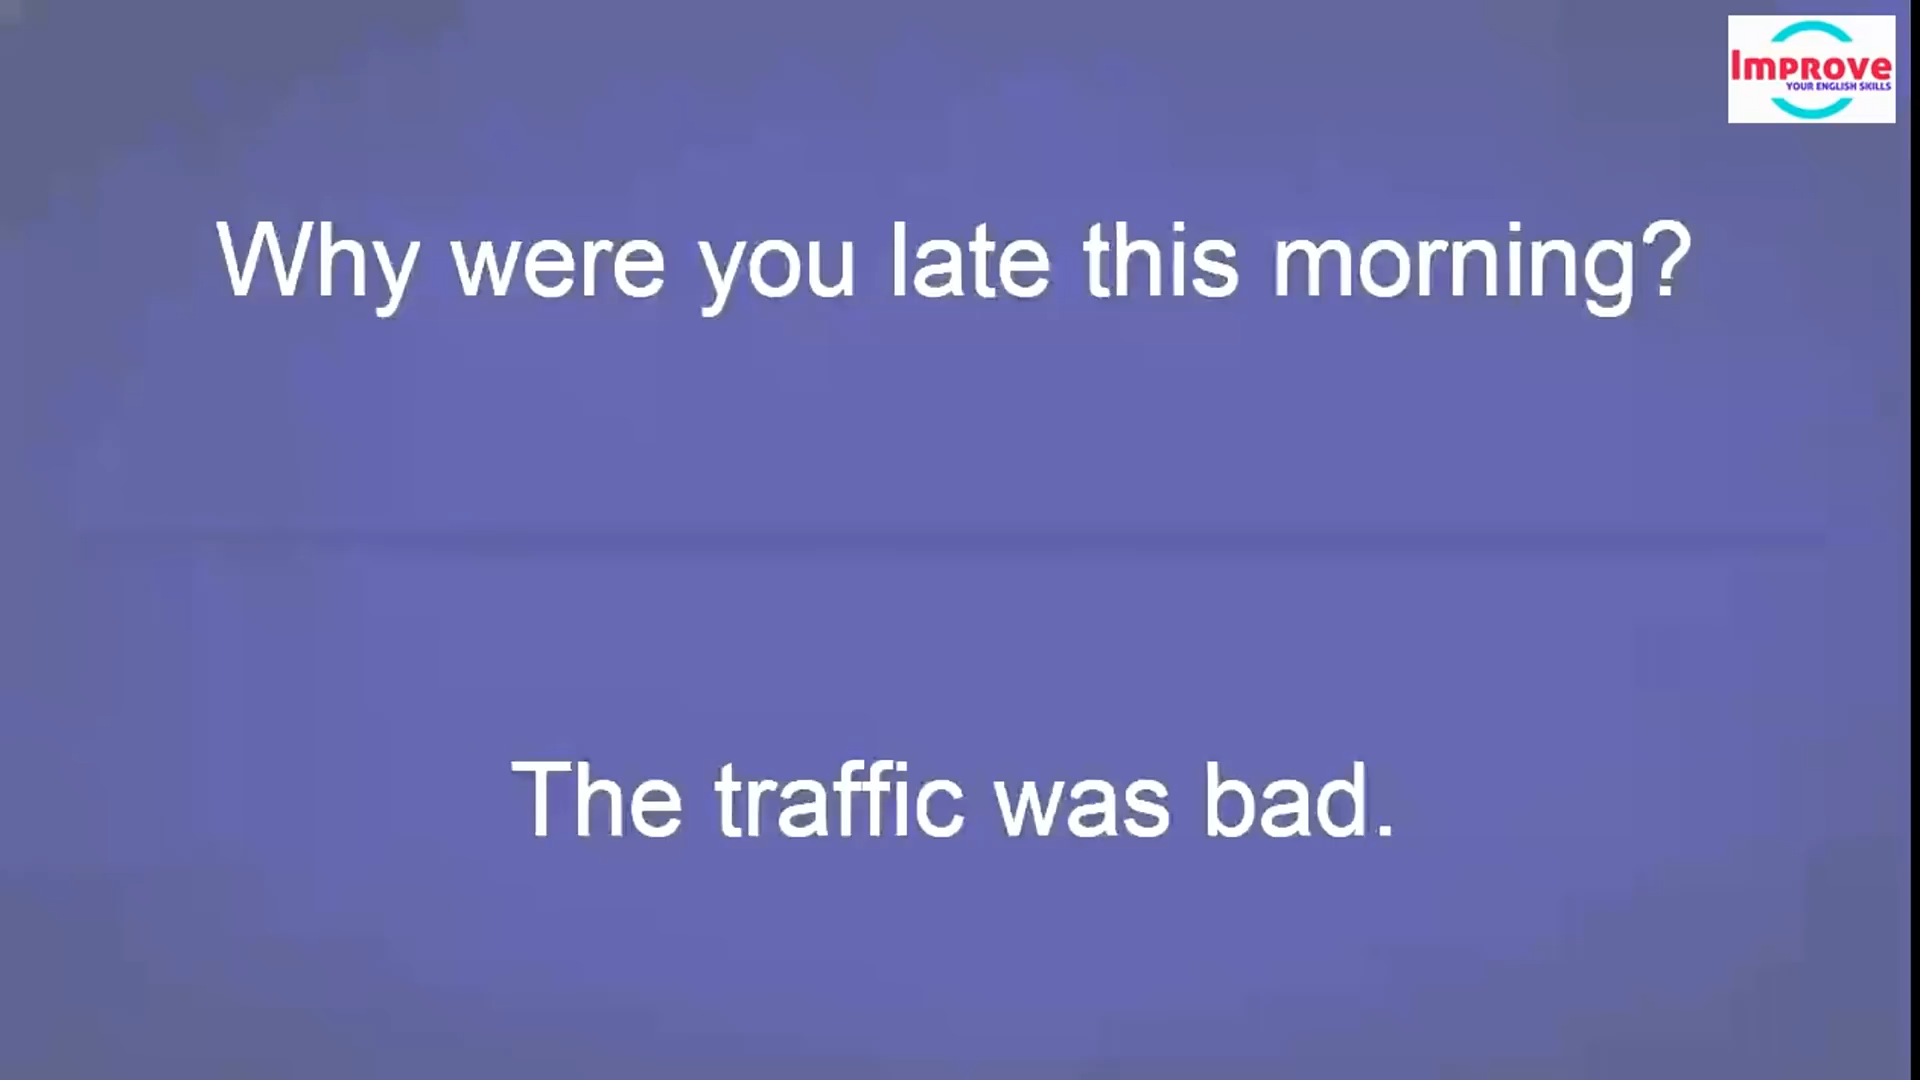 Improve
YOUR ENGLISH SKILLS
Why were you late this morning?
The traffic was bad.